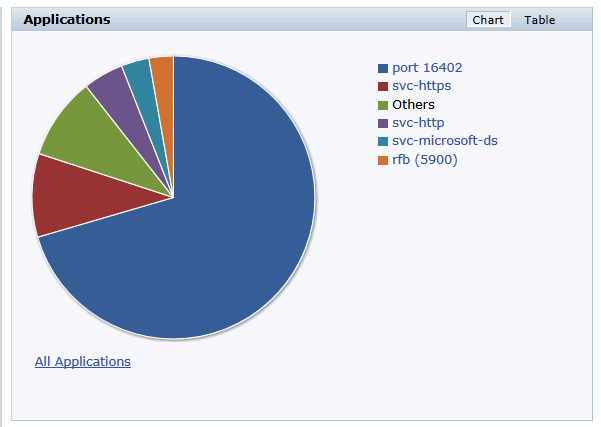 Applications
Chart Table
port 16402
svc-https
Others
svc-http
svc-microsoft-ds
rfb (5900)
All Applications